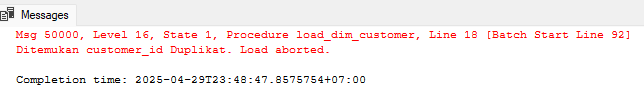 Messages
Msg 50000, Level 16, State 1, Procedure load_dim_customer, Line 18 [Batch Start Line 92]
Ditemukan customer_id Duplikat. Load aborted.
Completion time: 2025-04-29T23:48:47.8575754+07:00